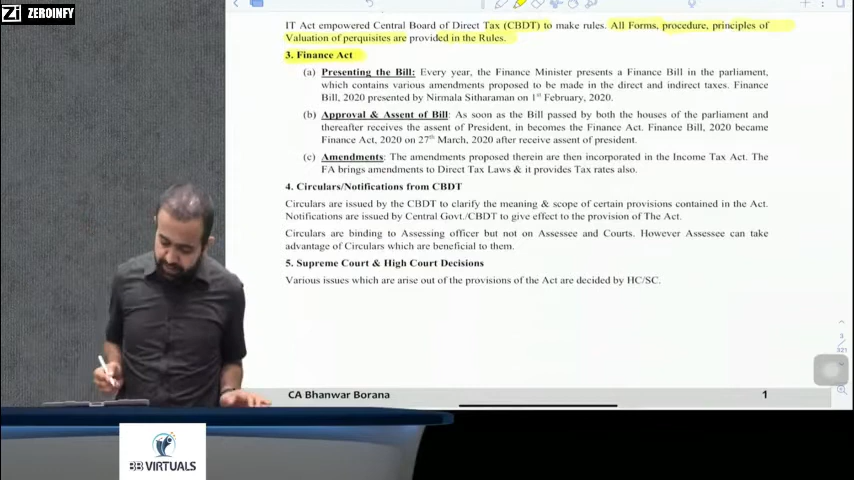 Zi ZEROINFY
IT Act empowered Central Board of Direct Tax (CBDT) to make rules. All Forms, procedure, principles of
Valuation of perquisites are provided in the Rules.
3. Finance Act
(a) Presenting the Bill: Every year, the Finance Minister presents a Finance Bill in the parliament,
which contains various amendments proposed to be made in the direct and indirect taxes. Finance
Bill, 2020 presented by Nirmala Sitharaman on 1st February, 2020.
(b) Approval & Assent of Bill: As soon as the Bill passed by both the houses of the parliament and
thereafter receives the assent of President, in becomes the Finance Act. Finance Bill, 2020 became
Finance Act, 2020 on 27th March, 2020 after receive assent of president.
(c) Amendments: The amendments proposed therein are then incorporated in the Income Tax Act. The
FA brings amendments to Direct Tax Laws & it provides Tax rates also.
4. Circulars/Notifications from CBDT
Circulars are issued by the CBDT to clarify the meaning & scope of certain provisions contained in the Act.
Notifications are issued by Central Govt./CBDT to give effect to the provision of The Act.
Circulars are binding to Assessing officer but not on Assessee and Courts. However Assessee can take
advantage of Circulars which are beneficial to them.
5. Supreme Court & High Court Decisions
Various issues which are arise out of the provisions of the Act are decided by HC/SC.
3
321
CA Bhanwar Borana 1
BB VIRTUALS